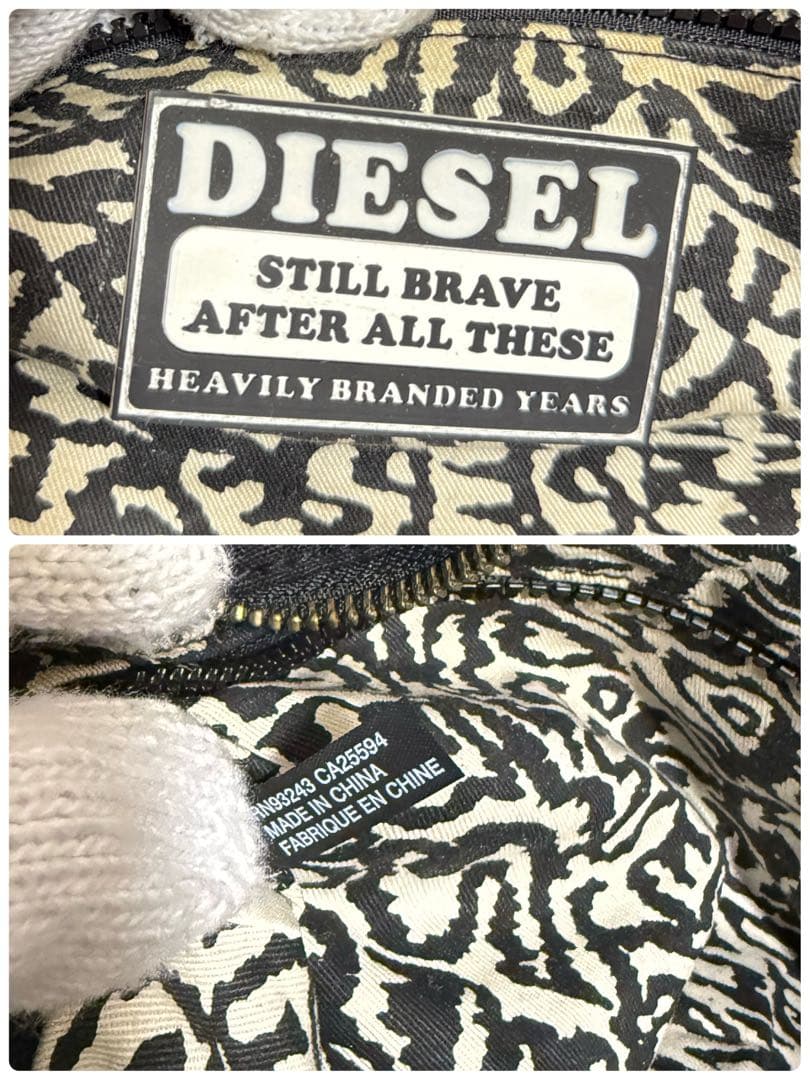 DIESEL
STILL BRAVE
AFTER ALL THESE
HEAVILY BRANDED YEARS
RN93243 CA25594
MADE IN CHINA
FABRIQUE EN CHINE